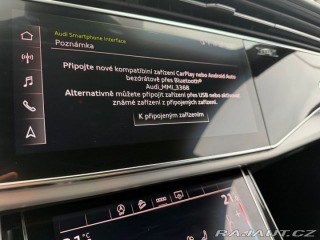 Audi Smartphone Interface
Poznámka
Připojte nové kompatibilní zařízení CarPlay nebo Android Auto
bezdrátově přes Bluetooth®
Audi_MMI_3368
Alternativně můžete připojit zařízení přes USB nebo aktivovat
známé zařízení z připojených zařízení.
K připojeným zařízením
RAJAUT.CZ